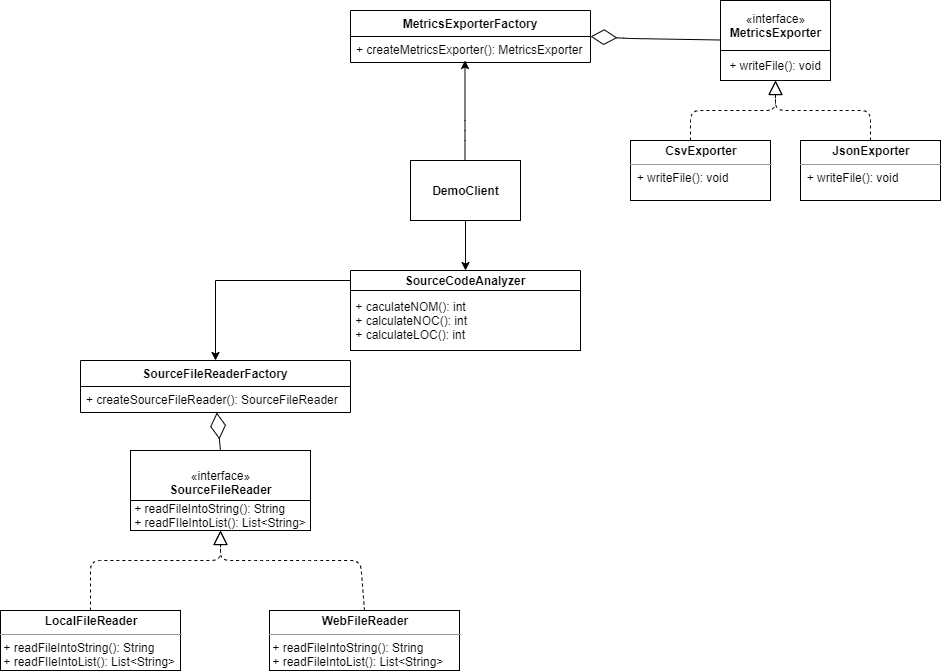 MetricsExporterFactory
+ createMetricsExporter(): MetricsExporter
«interface»
MetricsExporter
+ writeFile(): void
CsvExporter
+ writeFile(): void
JsonExporter
+ writeFile(): void
DemoClient
SourceCodeAnalyzer
+ caculateNOM(): int
+ calculateNOC(): int
+ calculateLOC(): int
SourceFileReaderFactory
+ createSourceFileReader(): SourceFileReader
«interface»
SourceFileReader
+ readFileIntoString(): String
+ readFIleIntoList(): List<String>
LocalFileReader
+ readFileIntoString(): String
+ readFIleIntoList(): List<String>
WebFileReader
+ readFileIntoString(): String
+ readFIleIntoList(): List<String>